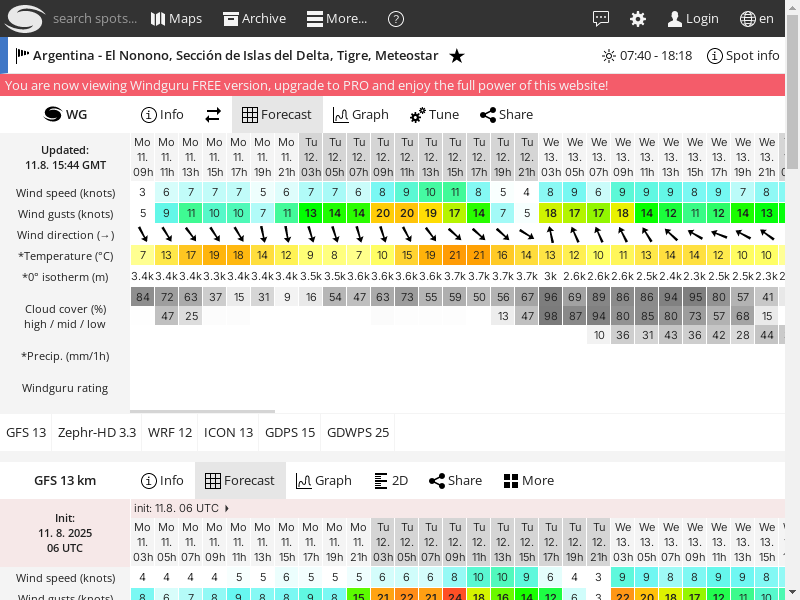 search spots... Maps Archive More... Login en
Argentina - El Nonono, Sección de Islas del Delta, Tigre, Meteostar 07:40 - 18:18 Spot info
You are now viewing Windguru FREE version, upgrade to PRO and enjoy the full power of this website!
WG Info Forecast Graph Tune Share
Updated:
11.8. 15:44 GMT
Mo Mo Mo Mo Mo Mo Mo Tu Tu Tu Tu Tu Tu Tu Tu Tu Tu We We We We We We We We We We
11. 11. 11. 11. 11. 11. 11. 12. 12. 12. 12. 12. 12. 12. 12. 12. 12. 13. 13. 13. 13. 13. 13. 13. 13. 13. 13.
09h 11h 13h 15h 17h 19h 21h 03h 05h 07h 09h 11h 13h 15h 17h 19h 21h 03h 05h 07h 09h 11h 13h 15h 17h 19h 21h
Wind speed (knots) 3 6 7 7 7 5 6 7 7 6 8 9 10 11 8 5 4 8 9 6 9 9 9 8 9 7 8
Wind gusts (knots) 5 9 11 10 10 7 11 13 14 14 20 20 19 17 14 7 5 18 17 17 18 14 12 11 12 14 13
Wind direction (→)
*Temperature (°C) 7 13 17 19 18 14 12 9 8 7 10 15 19 21 21 16 14 13 12 10 11 13 14 14 12 10 10
*0° isotherm (m) 3.4k 3.4k 3.4k 3.3k 3.4k 3.4k 3.4k 3.5k 3.5k 3.6k 3.6k 3.6k 3.6k 3.7k 3.7k 3.7k 3.7k 3k 2.6k 2.6k 2.6k 2.5k 2.4k 2.4k 2.5k 2.5k 2.3k
Cloud cover (%)
high / mid / low
84 72 63 37 15 31 9 16 54 47 63 73 55 59 50 56 67 96 69 89 86 86 94 95 80 57 41
47 25 13 47 98 87 94 80 85 80 73 57 68 15
10 36 31 43 36 42 28 44
*Precip. (mm/1h)
Windguru rating
GFS 13 Zephr-HD 3.3 WRF 12 ICON 13 GDPS 15 GDWPS 25
GFS 13 km Info Forecast Graph 2D Share More
Init:
11. 8. 2025
06 UTC
init: 11.8. 06 UTC
Mo Mo Mo Mo Mo Mo Mo Mo Mo Mo Tu Tu Tu Tu Tu Tu Tu Tu Tu Tu We We We We We We We
11. 11. 11. 11. 11. 11. 11. 11. 11. 11. 12. 12. 12. 12. 12. 12. 12. 12. 12. 12. 13. 13. 13. 13. 13. 13. 13.
03h 05h 07h 09h 11h 13h 15h 17h 19h 21h 03h 05h 07h 09h 11h 13h 15h 17h 19h 21h 03h 05h 07h 09h 11h 13h 15h
Wind speed (knots) 4 4 4 4 5 5 6 5 5 5 6 6 6 8 10 10 9 6 4 3 9 9 8 8 9 9 8
Wind gusts (knots) 8 6 7 8 9 8 9 8 15 21 22 21 24 18 16 14 12 6 3 22 20 18 17 12 11 10